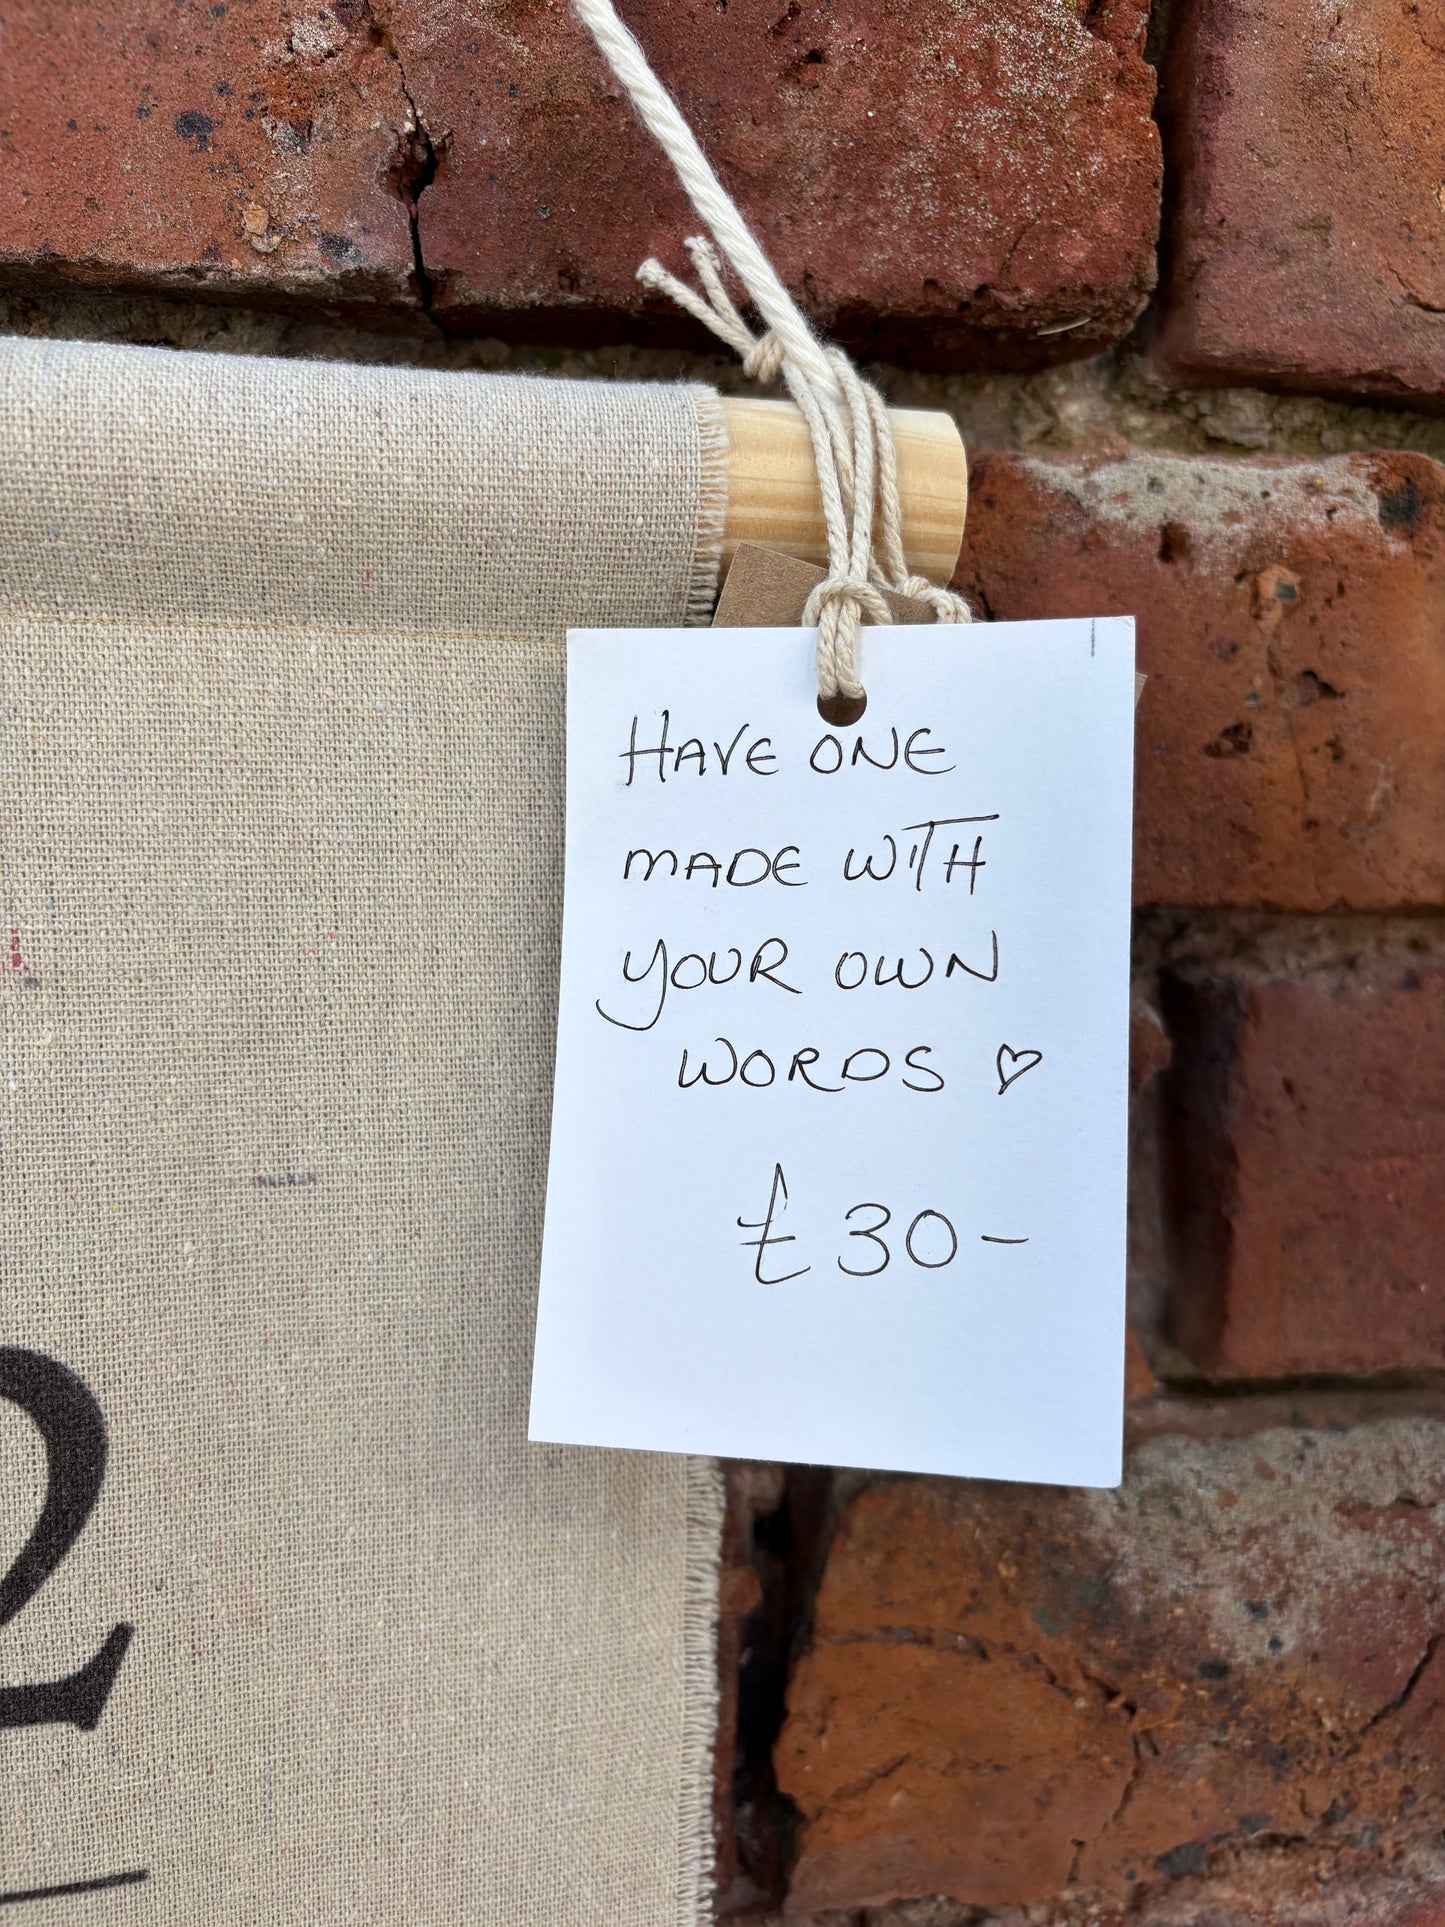 HAVE ONE
MADE WITH
YOUR OWN
WORDS ♡
£30-